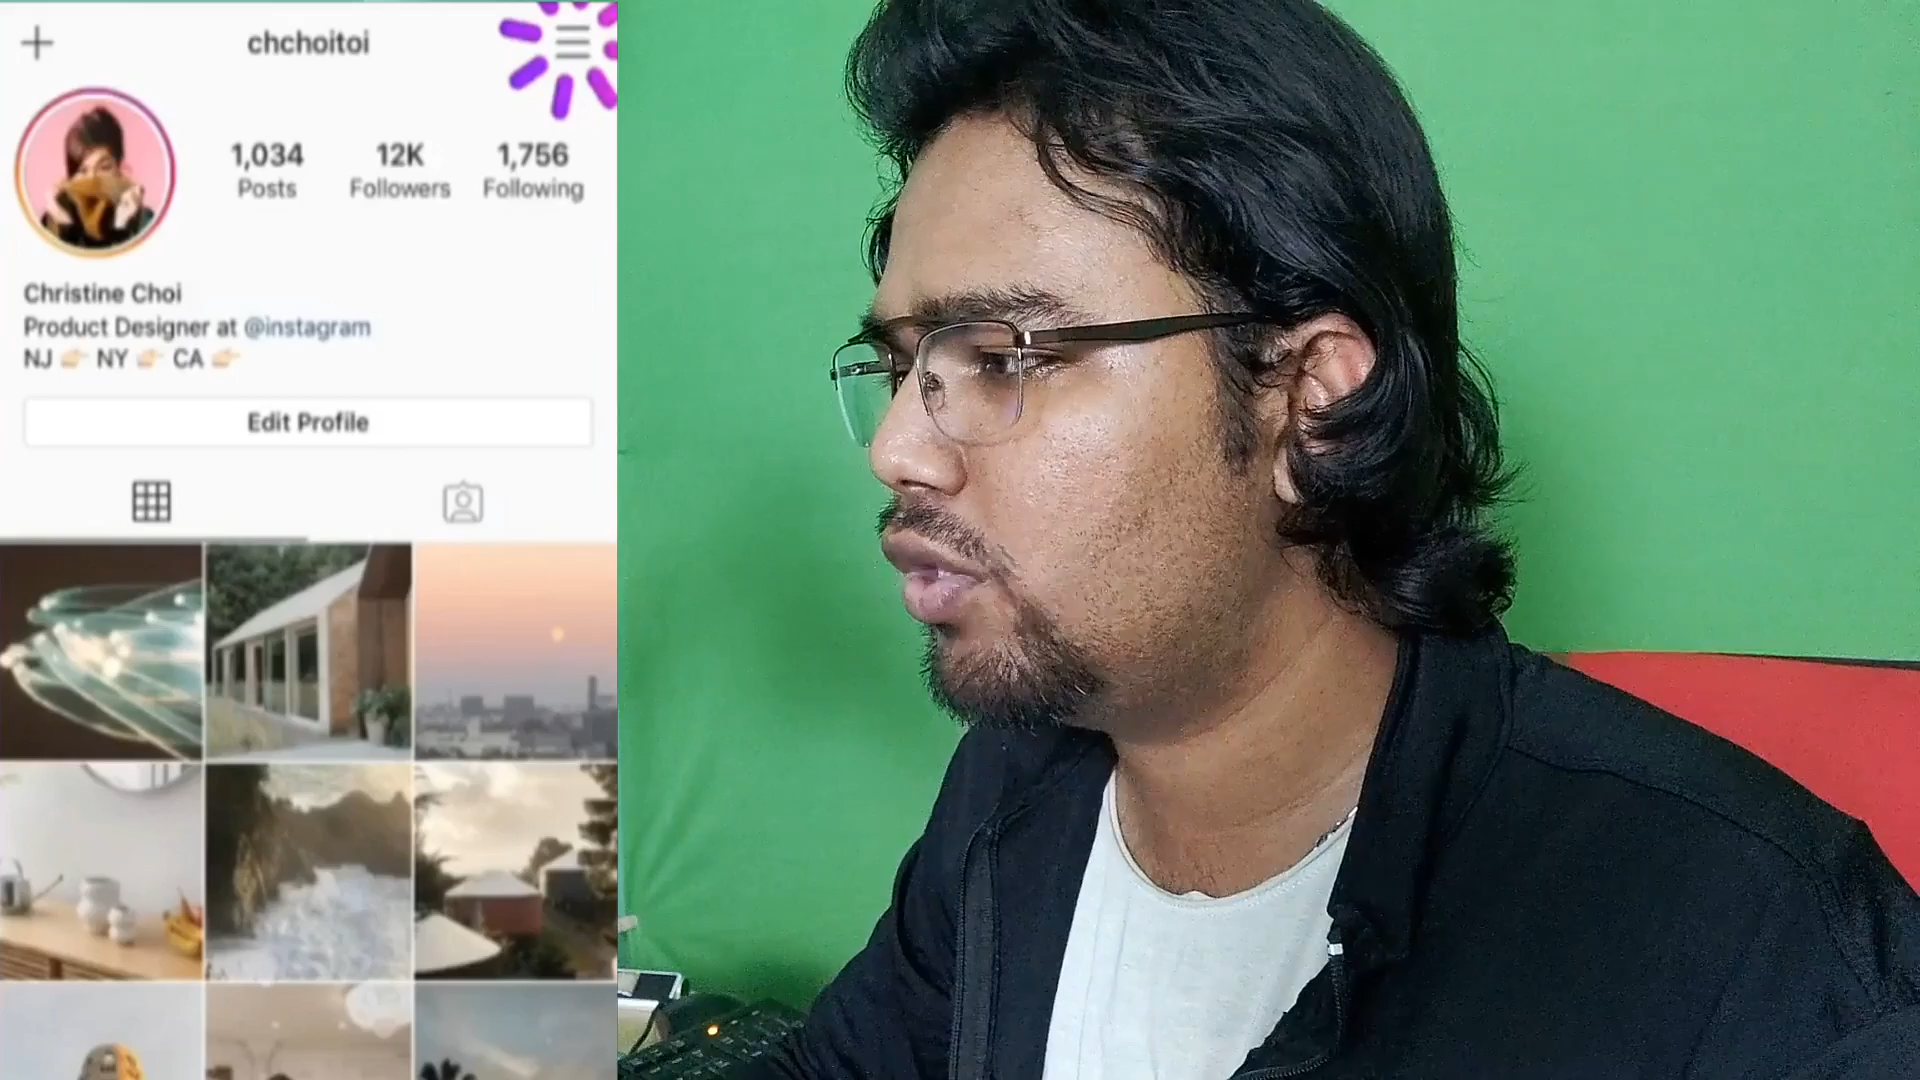 chchoitoi
1,034 12K 1,756
Posts Followers Following
Christine Choi
Product Designer at @instagram
NJ 👉🏻 NY 👉🏻 CA 👉🏻
Edit Profile